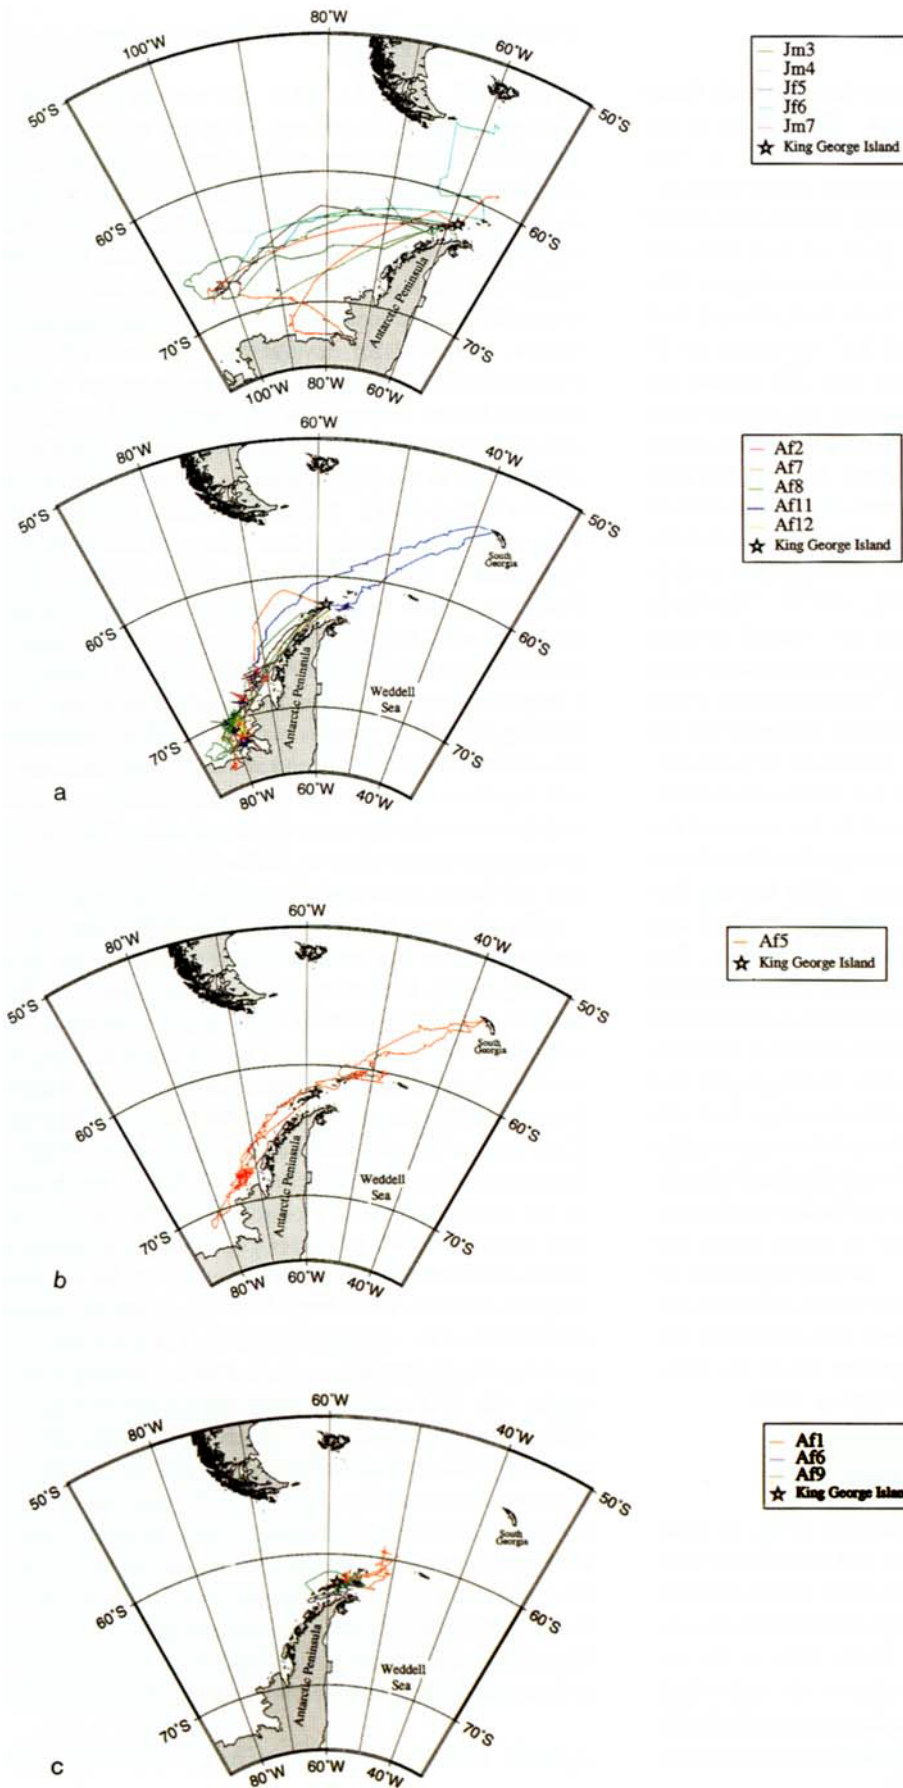 80°W
100°W
60°W
50°S
50°S
60°S
60°S
Antarctic Peninsula
70°S
70°S
100°W
80°W
60°W
Jm3
Jm4
Jf5
Jf6
Jm7
King George Island
60°W
80°W
40°W
50°S
50°S
South
Georgia
60°S
60°S
Weddell
Sea
Antarctic Peninsula
70°S
70°S
80°W
60°W
40°W
a
Af2
Af7
Af8
Af11
Af12
King George Island
60°W
80°W
40°W
50°S
50°S
South
Georgia
60°S
60°S
Weddell
Sea
Antarctic Peninsula
70°S
70°S
80°W
60°W
40°W
b
Af5
King George Island
60°W
80°W
40°W
50°S
50°S
South
Georgia
60°S
60°S
Weddell
Sea
Antarctic Peninsula
70°S
70°S
80°W
60°W
40°W
c
Af1
Af6
Af9
King George Islan